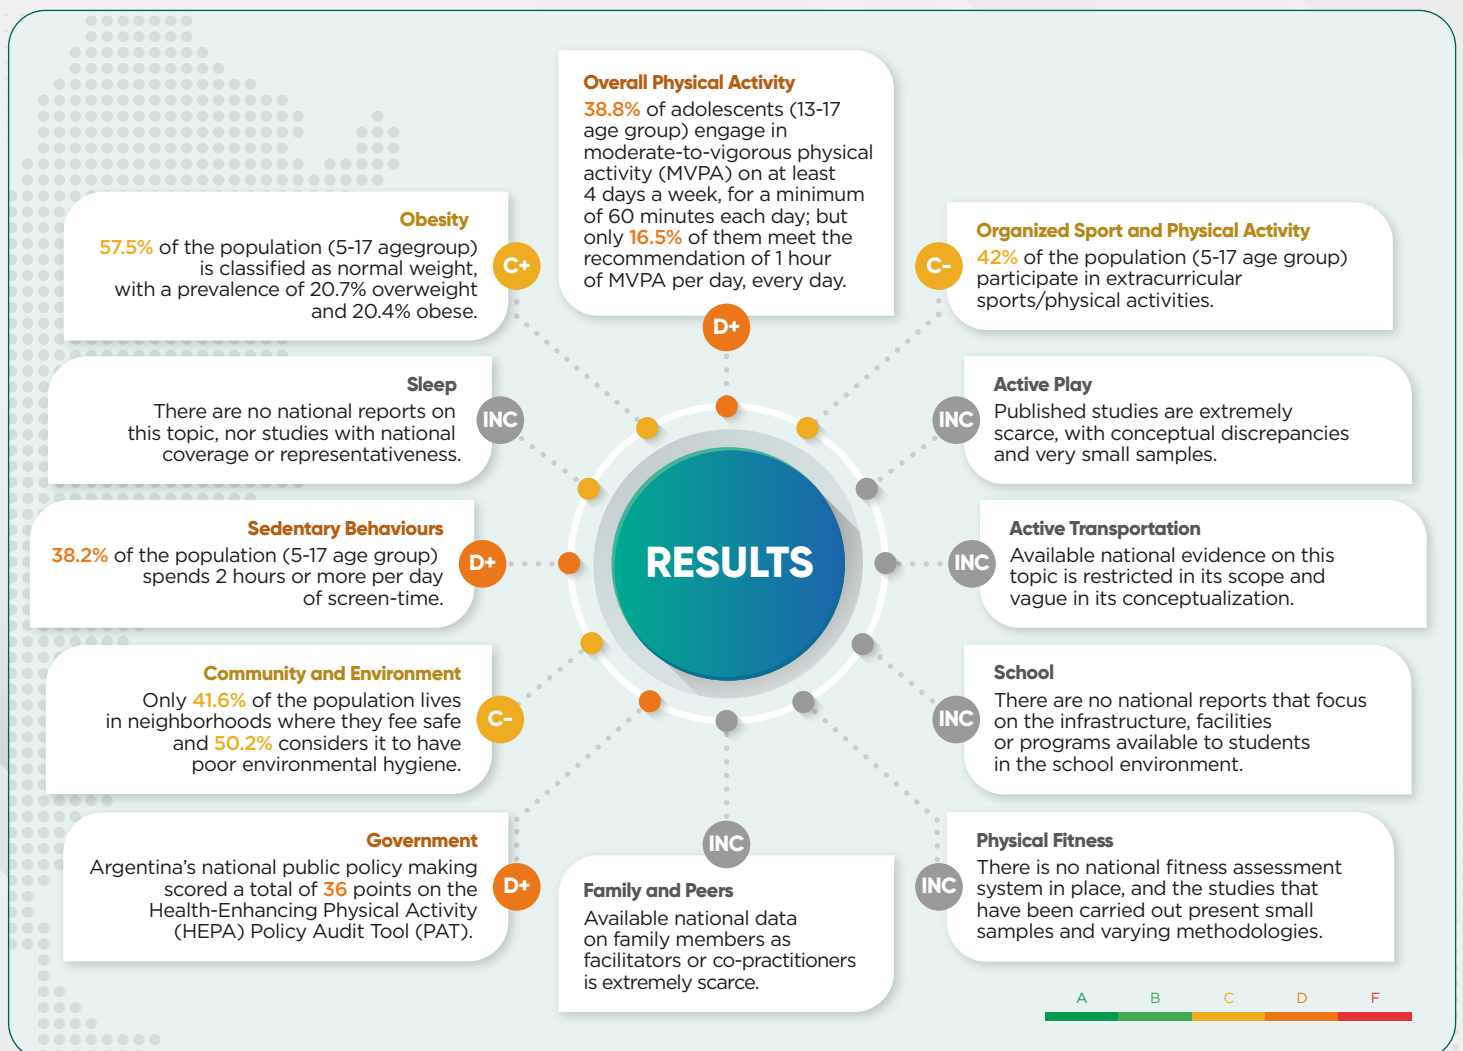 Overall Physical Activity
38.8% of adolescents (13-17
age group) engage in
moderate-to-vigorous physical
activity (MVPA) on at least
4 days a week, for a minimum
of 60 minutes each day; but
only 16.5% of them meet the
recommendation of 1 hour
of MVPA per day, every day.
D+
Obesity
57.5% of the population (5-17 agegroup)
is classified as normal weight,
with a prevalence of 20.7% overweight
and 20.4% obese.
C+
Organized Sport and Physical Activity
42% of the population (5-17 age group)
participate in extracurricular
sports/physical activities.
C-
Sleep
There are no national reports on
this topic, nor studies with national
coverage or representativeness.
INC
Active Play
Published studies are extremely
scarce, with conceptual discrepancies
and very small samples.
INC
Sedentary Behaviours
38.2% of the population (5-17 age group)
spends 2 hours or more per day
of screen-time.
D+
RESULTS
Active Transportation
Available national evidence on this
topic is restricted in its scope and
vague in its conceptualization.
INC
Community and Environment
Only 41.6% of the population lives
in neighborhoods where they fee safe
and 50.2% considers it to have
poor environmental hygiene.
C-
School
There are no national reports that focus
on the infrastructure, facilities
or programs available to students
in the school environment.
INC
Government
Argentina's national public policy making
scored a total of 36 points on the
Health-Enhancing Physical Activity
(HEPA) Policy Audit Tool (PAT).
D+
INC
Family and Peers
Available national data
on family members as
facilitators or co-practitioners
is extremely scarce.
Physical Fitness
There is no national fitness assessment
system in place, and the studies that
have been carried out present small
samples and varying methodologies.
INC
A B C D F